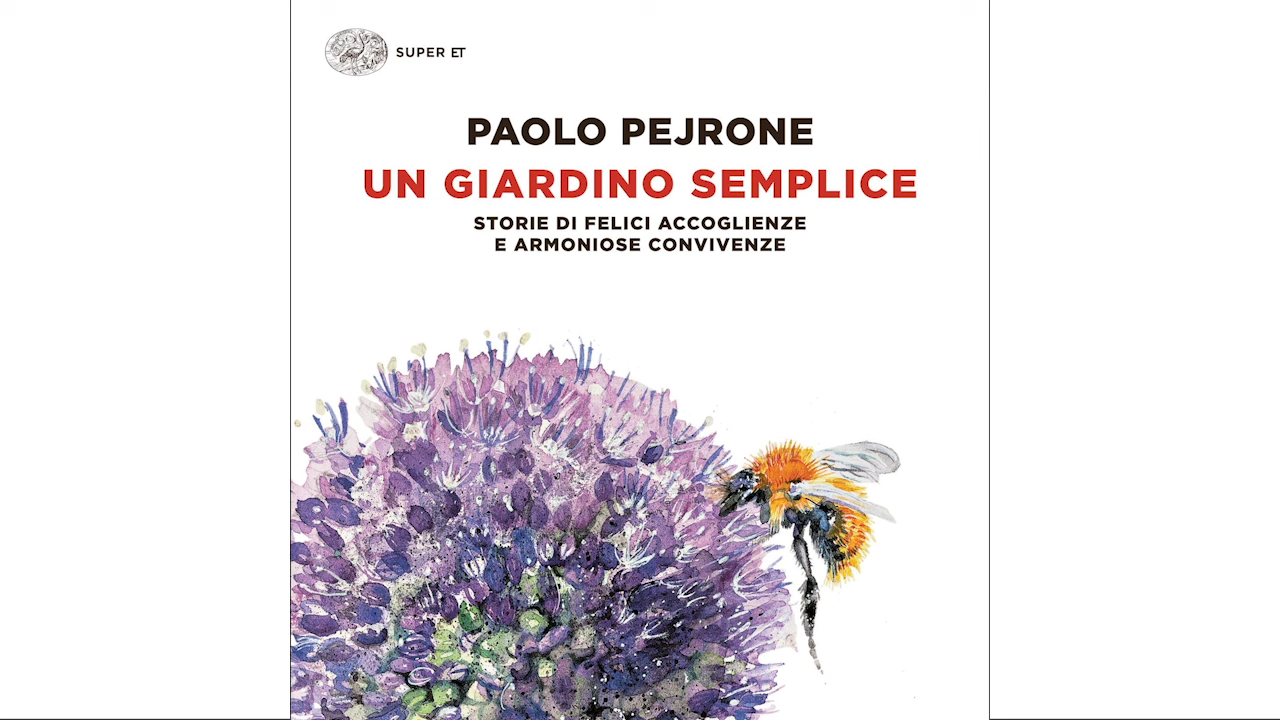 SUPER ET
PAOLO PEJRONE
UN GIARDINO SEMPLICE
STORIE DI FELICI ACCOGLIENZE
E ARMONIOSE CONVIVENZE